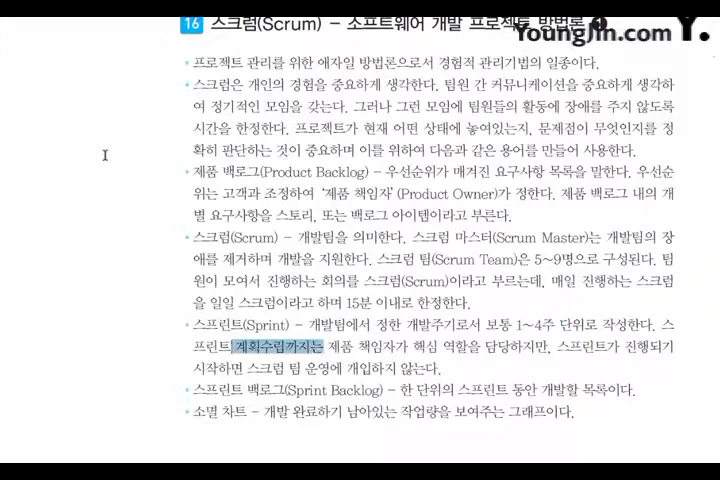 16 스크럼(Scrum) - 소프트웨어 개발 프로젝트 방법론
YoungJin.com Y.
• 프로젝트 관리를 위한 애자일 방법론으로서 경험적 관리기법의 일종이다.
• 스크럼은 개인의 경험을 중요하게 생각한다. 팀원 간 커뮤니케이션을 중요하게 생각하
여 정기적인 모임을 갖는다. 그러나 그런 모임에 팀원들의 활동에 장애를 주지 않도록
시간을 한정한다. 프로젝트가 현재 어떤 상태에 놓여있는지, 문제점이 무엇인지를 정
확히 판단하는 것이 중요하며 이를 위하여 다음과 같은 용어를 만들어 사용한다.
• 제품 백로그(Product Backlog) - 우선순위가 매겨진 요구사항 목록을 말한다. 우선순
위는 고객과 조정하여 '제품 책임자' (Product Owner)가 정한다. 제품 백로그 내의 개
별 요구사항을 스토리, 또는 백로그 아이템이라고 부른다.
• 스크럼(Scrum) - 개발팀을 의미한다. 스크럼 마스터(Scrum Master)는 개발팀의 장
애를 제거하며 개발을 지원한다. 스크럼 팀(Scrum Team)은 5~9명으로 구성된다. 팀
원이 모여서 진행하는 회의를 스크럼(Scrum)이라고 부르는데, 매일 진행하는 스크럼
을 일일 스크럼이라고 하며 15분 이내로 한정한다.
• 스프린트(Sprint) - 개발팀에서 정한 개발주기로서 보통 1~4주 단위로 작성한다. 스
프린트 계획수립까지는 제품 책임자가 핵심 역할을 담당하지만, 스프린트가 진행되기
시작하면 스크럼 팀 운영에 개입하지 않는다.
• 스프린트 백로그(Sprint Backlog) - 한 단위의 스프린트 동안 개발할 목록이다.
• 소멸 차트 - 개발 완료하기 남아있는 작업량을 보여주는 그래프이다.